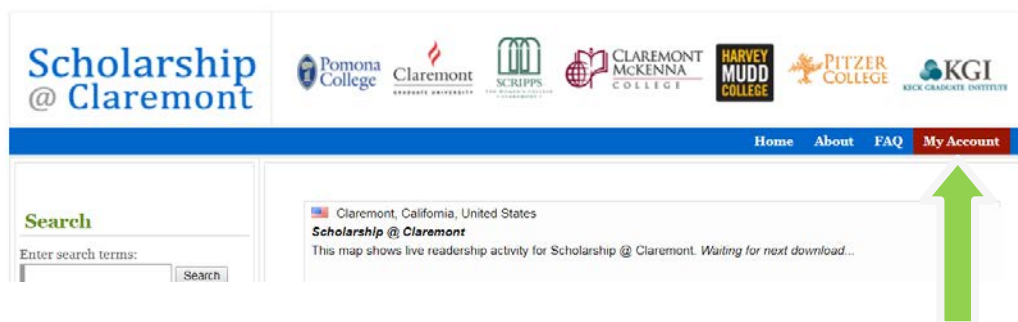 Scholarship
@ Claremont
Pomona
College
Claremont
GRADUATE UNIVERSITY
SCRIPPS
CLAREMONT
MCKENNA
COLLEGE
HARVEY
MUDD
COLLEGE
PITZER
COLLEGE
KGI
KECK GRADUATE INSTITUTE
Home About FAQ My Account
Search
Enter search terms:
Search
Claremont, California, United States
Scholarship @ Claremont
This map shows live readership activity for Scholarship @ Claremont. Waiting for next download...